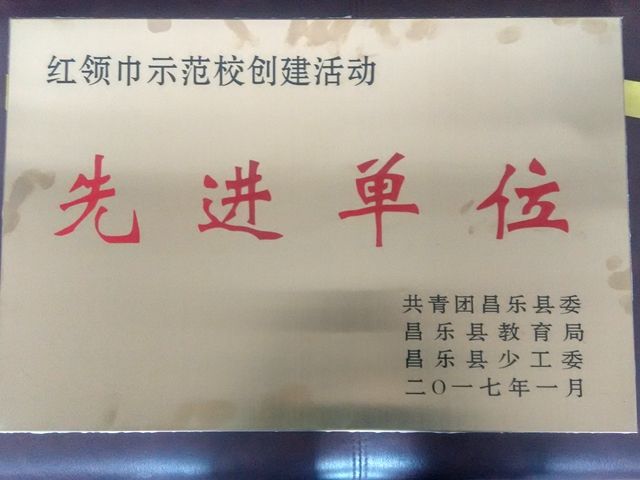 红领巾示范校创建活动
先进单位
共青团昌乐县委
昌乐县教育局
昌乐县少工委
二〇一七年一月